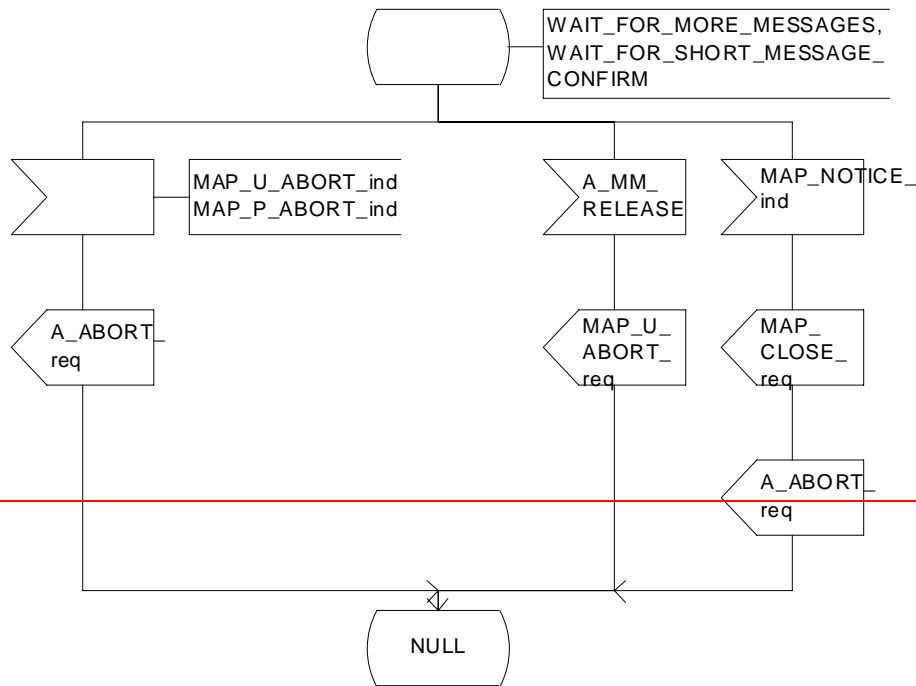 WAIT_FOR_MORE_MESSAGES,
WAIT_FOR_SHORT_MESSAGE_
CONFIRM
MAP_U_ABORT_ind
MAP_P_ABORT_ind
A_MM_
RELEASE
MAP_NOTICE_
ind
A_ABORT_
req
MAP_U_
ABORT_
req
MAP_
CLOSE_
req
A_ABORT_
req
NULL